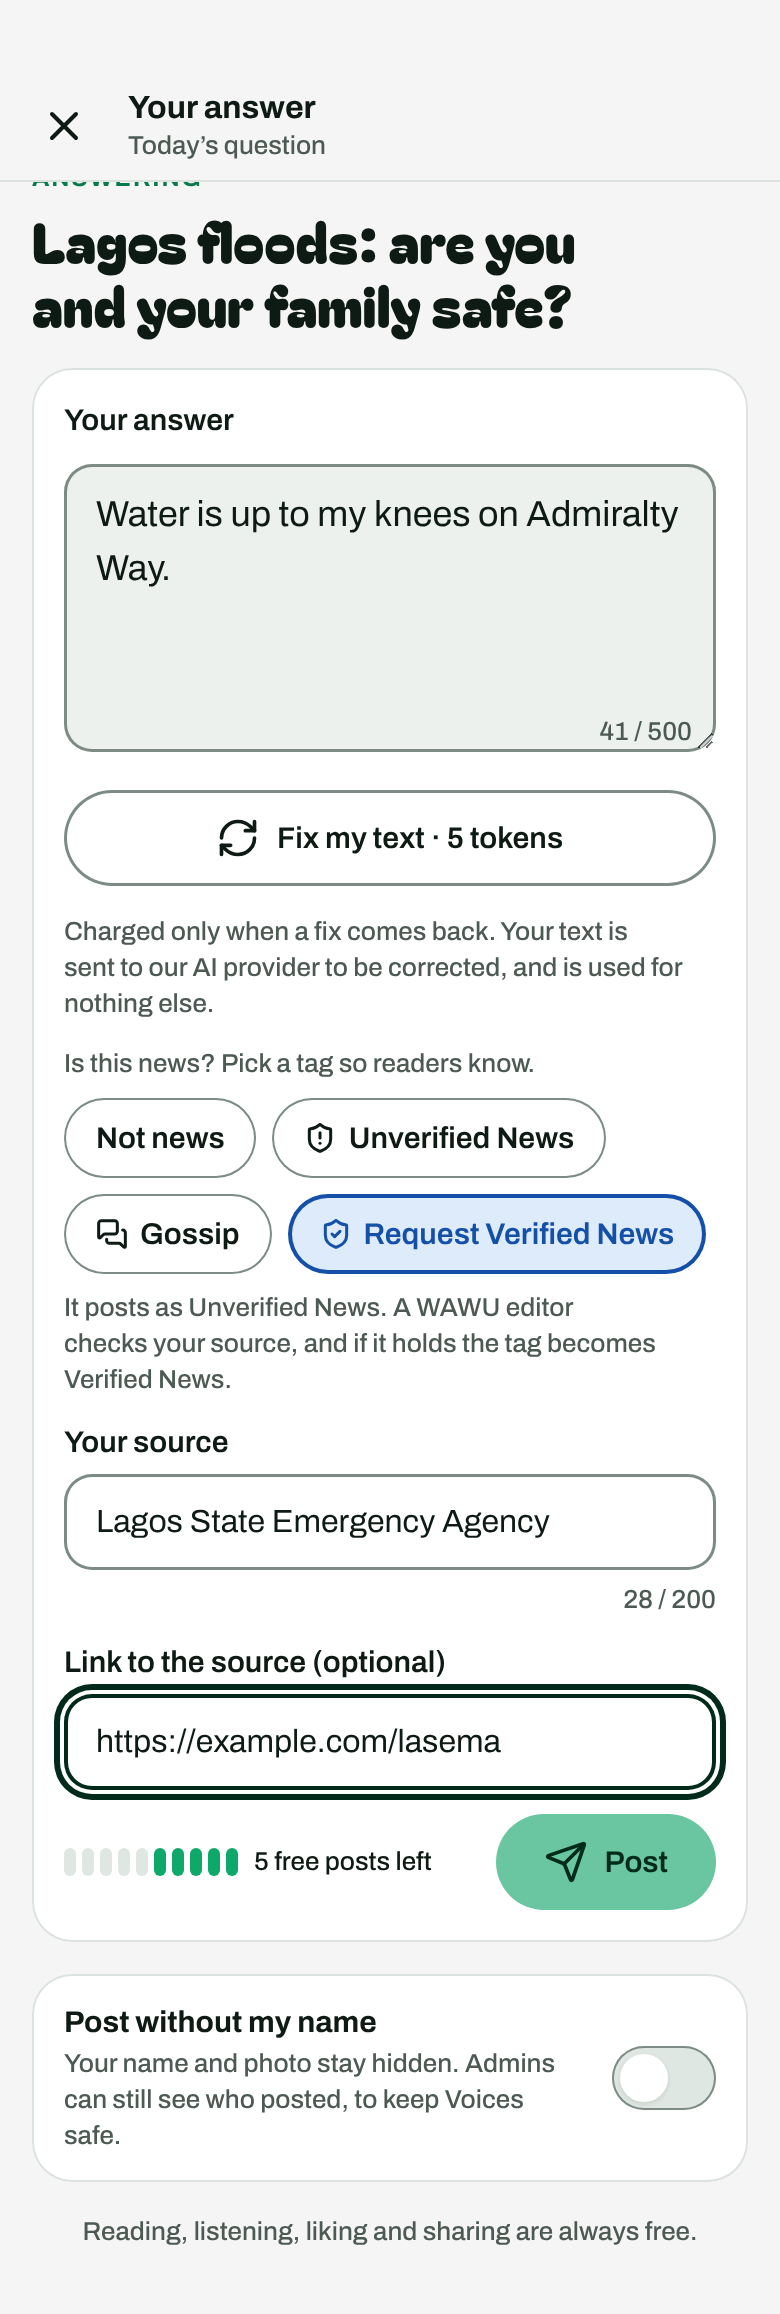 Your answer
Today’s question
ANSWERING
Lagos floods: are you
and your family safe?
Your answer
Water is up to my knees on Admiralty
Way.
41 / 500
Fix my text · 5 tokens
Charged only when a fix comes back. Your text is
sent to our AI provider to be corrected, and is used for
nothing else.
Is this news? Pick a tag so readers know.
Not news
Unverified News
Gossip
Request Verified News
It posts as Unverified News. A WAWU editor
checks your source, and if it holds the tag becomes
Verified News.
Your source
Lagos State Emergency Agency
28 / 200
Link to the source (optional)
https://example.com/lasema
5 free posts left
Post
Post without my name
Your name and photo stay hidden. Admins
can still see who posted, to keep Voices
safe.
Reading, listening, liking and sharing are always free.